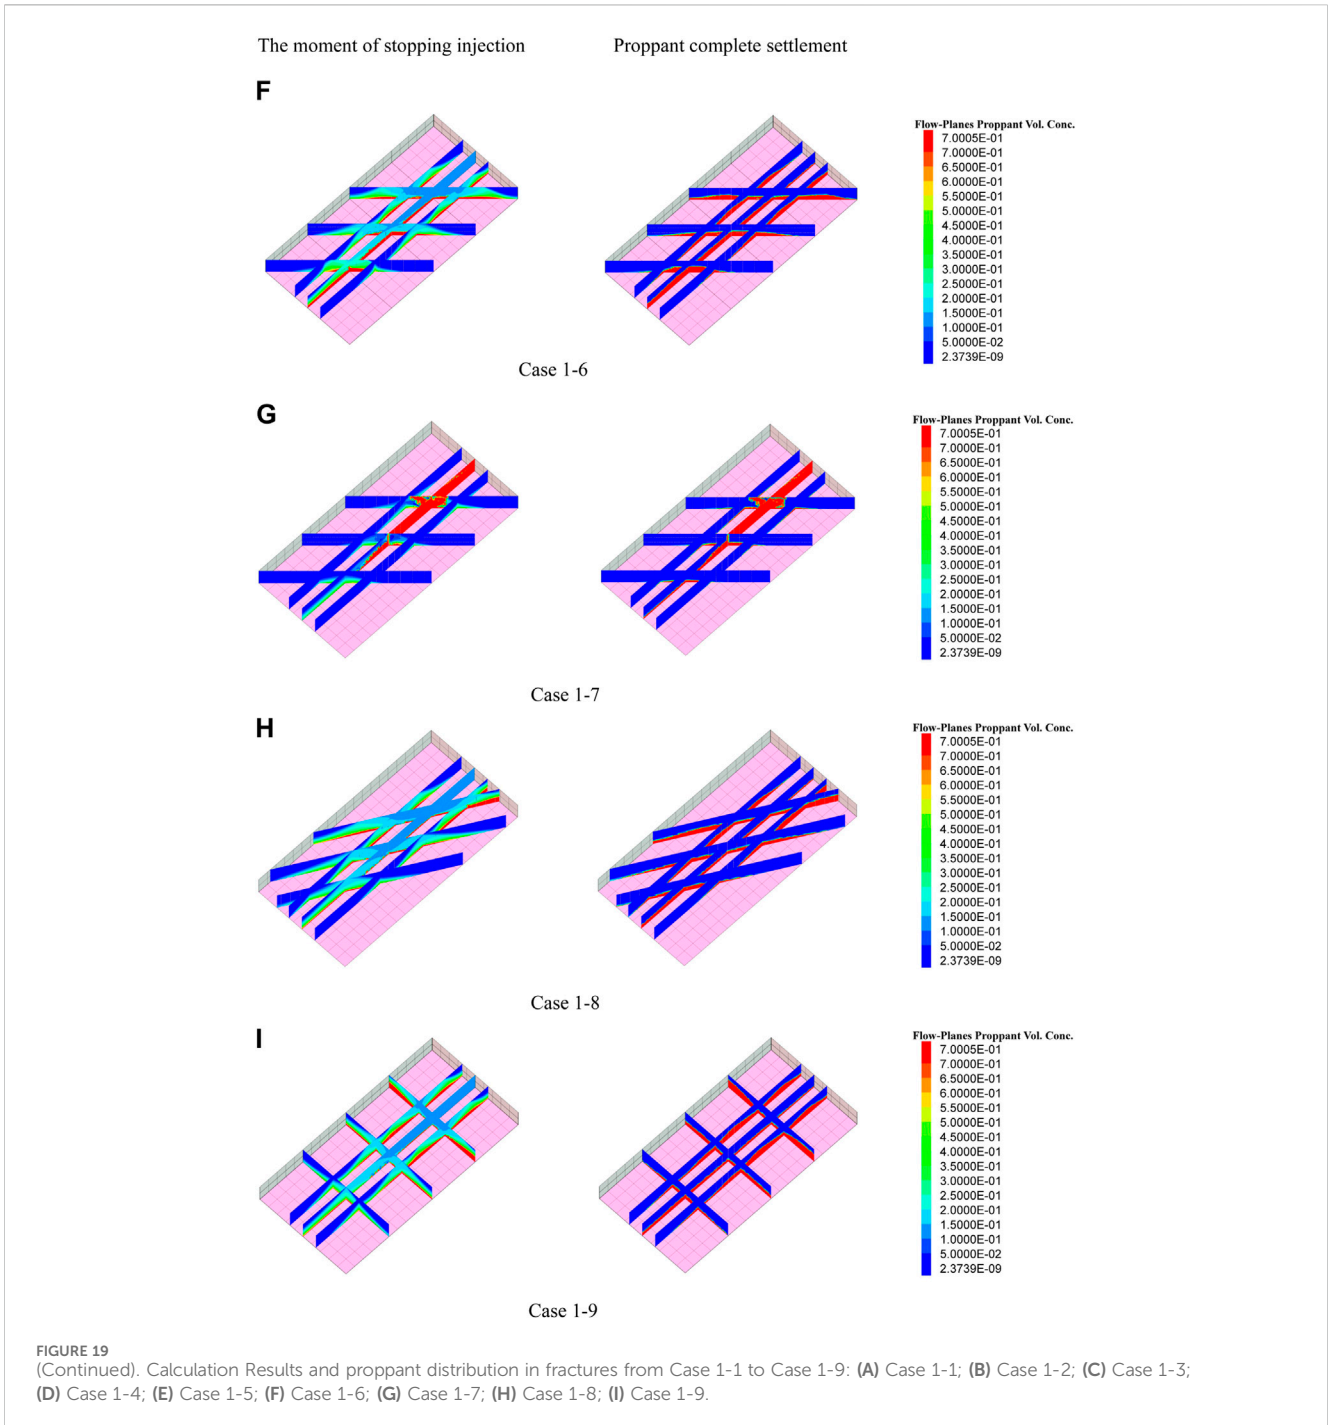 The moment of stopping injection
Proppant complete settlement
F
Flow-Planes Proppant Vol. Conc.
7.0005E-01
7.0000E-01
6.5000E-01
6.0000E-01
5.5000E-01
5.0000E-01
4.5000E-01
4.0000E-01
3.5000E-01
3.0000E-01
2.5000E-01
2.0000E-01
1.5000E-01
1.0000E-01
5.0000E-02
2.3739E-09
Case 1-6
G
Flow-Planes Proppant Vol. Conc.
7.0005E-01
7.0000E-01
6.5000E-01
6.0000E-01
5.5000E-01
5.0000E-01
4.5000E-01
4.0000E-01
3.5000E-01
3.0000E-01
2.5000E-01
2.0000E-01
1.5000E-01
1.0000E-01
5.0000E-02
2.3739E-09
Case 1-7
H
Flow-Planes Proppant Vol. Conc.
7.0005E-01
7.0000E-01
6.5000E-01
6.0000E-01
5.5000E-01
5.0000E-01
4.5000E-01
4.0000E-01
3.5000E-01
3.0000E-01
2.5000E-01
2.0000E-01
1.5000E-01
1.0000E-01
5.0000E-02
2.3739E-09
Case 1-8
I
Flow-Planes Proppant Vol. Conc.
7.0005E-01
7.0000E-01
6.5000E-01
6.0000E-01
5.5000E-01
5.0000E-01
4.5000E-01
4.0000E-01
3.5000E-01
3.0000E-01
2.5000E-01
2.0000E-01
1.5000E-01
1.0000E-01
5.0000E-02
2.3739E-09
Case 1-9
FIGURE 19
(Continued). Calculation Results and proppant distribution in fractures from Case 1-1 to Case 1-9: (A) Case 1-1; (B) Case 1-2; (C) Case 1-3;
(D) Case 1-4; (E) Case 1-5; (F) Case 1-6; (G) Case 1-7; (H) Case 1-8; (I) Case 1-9.